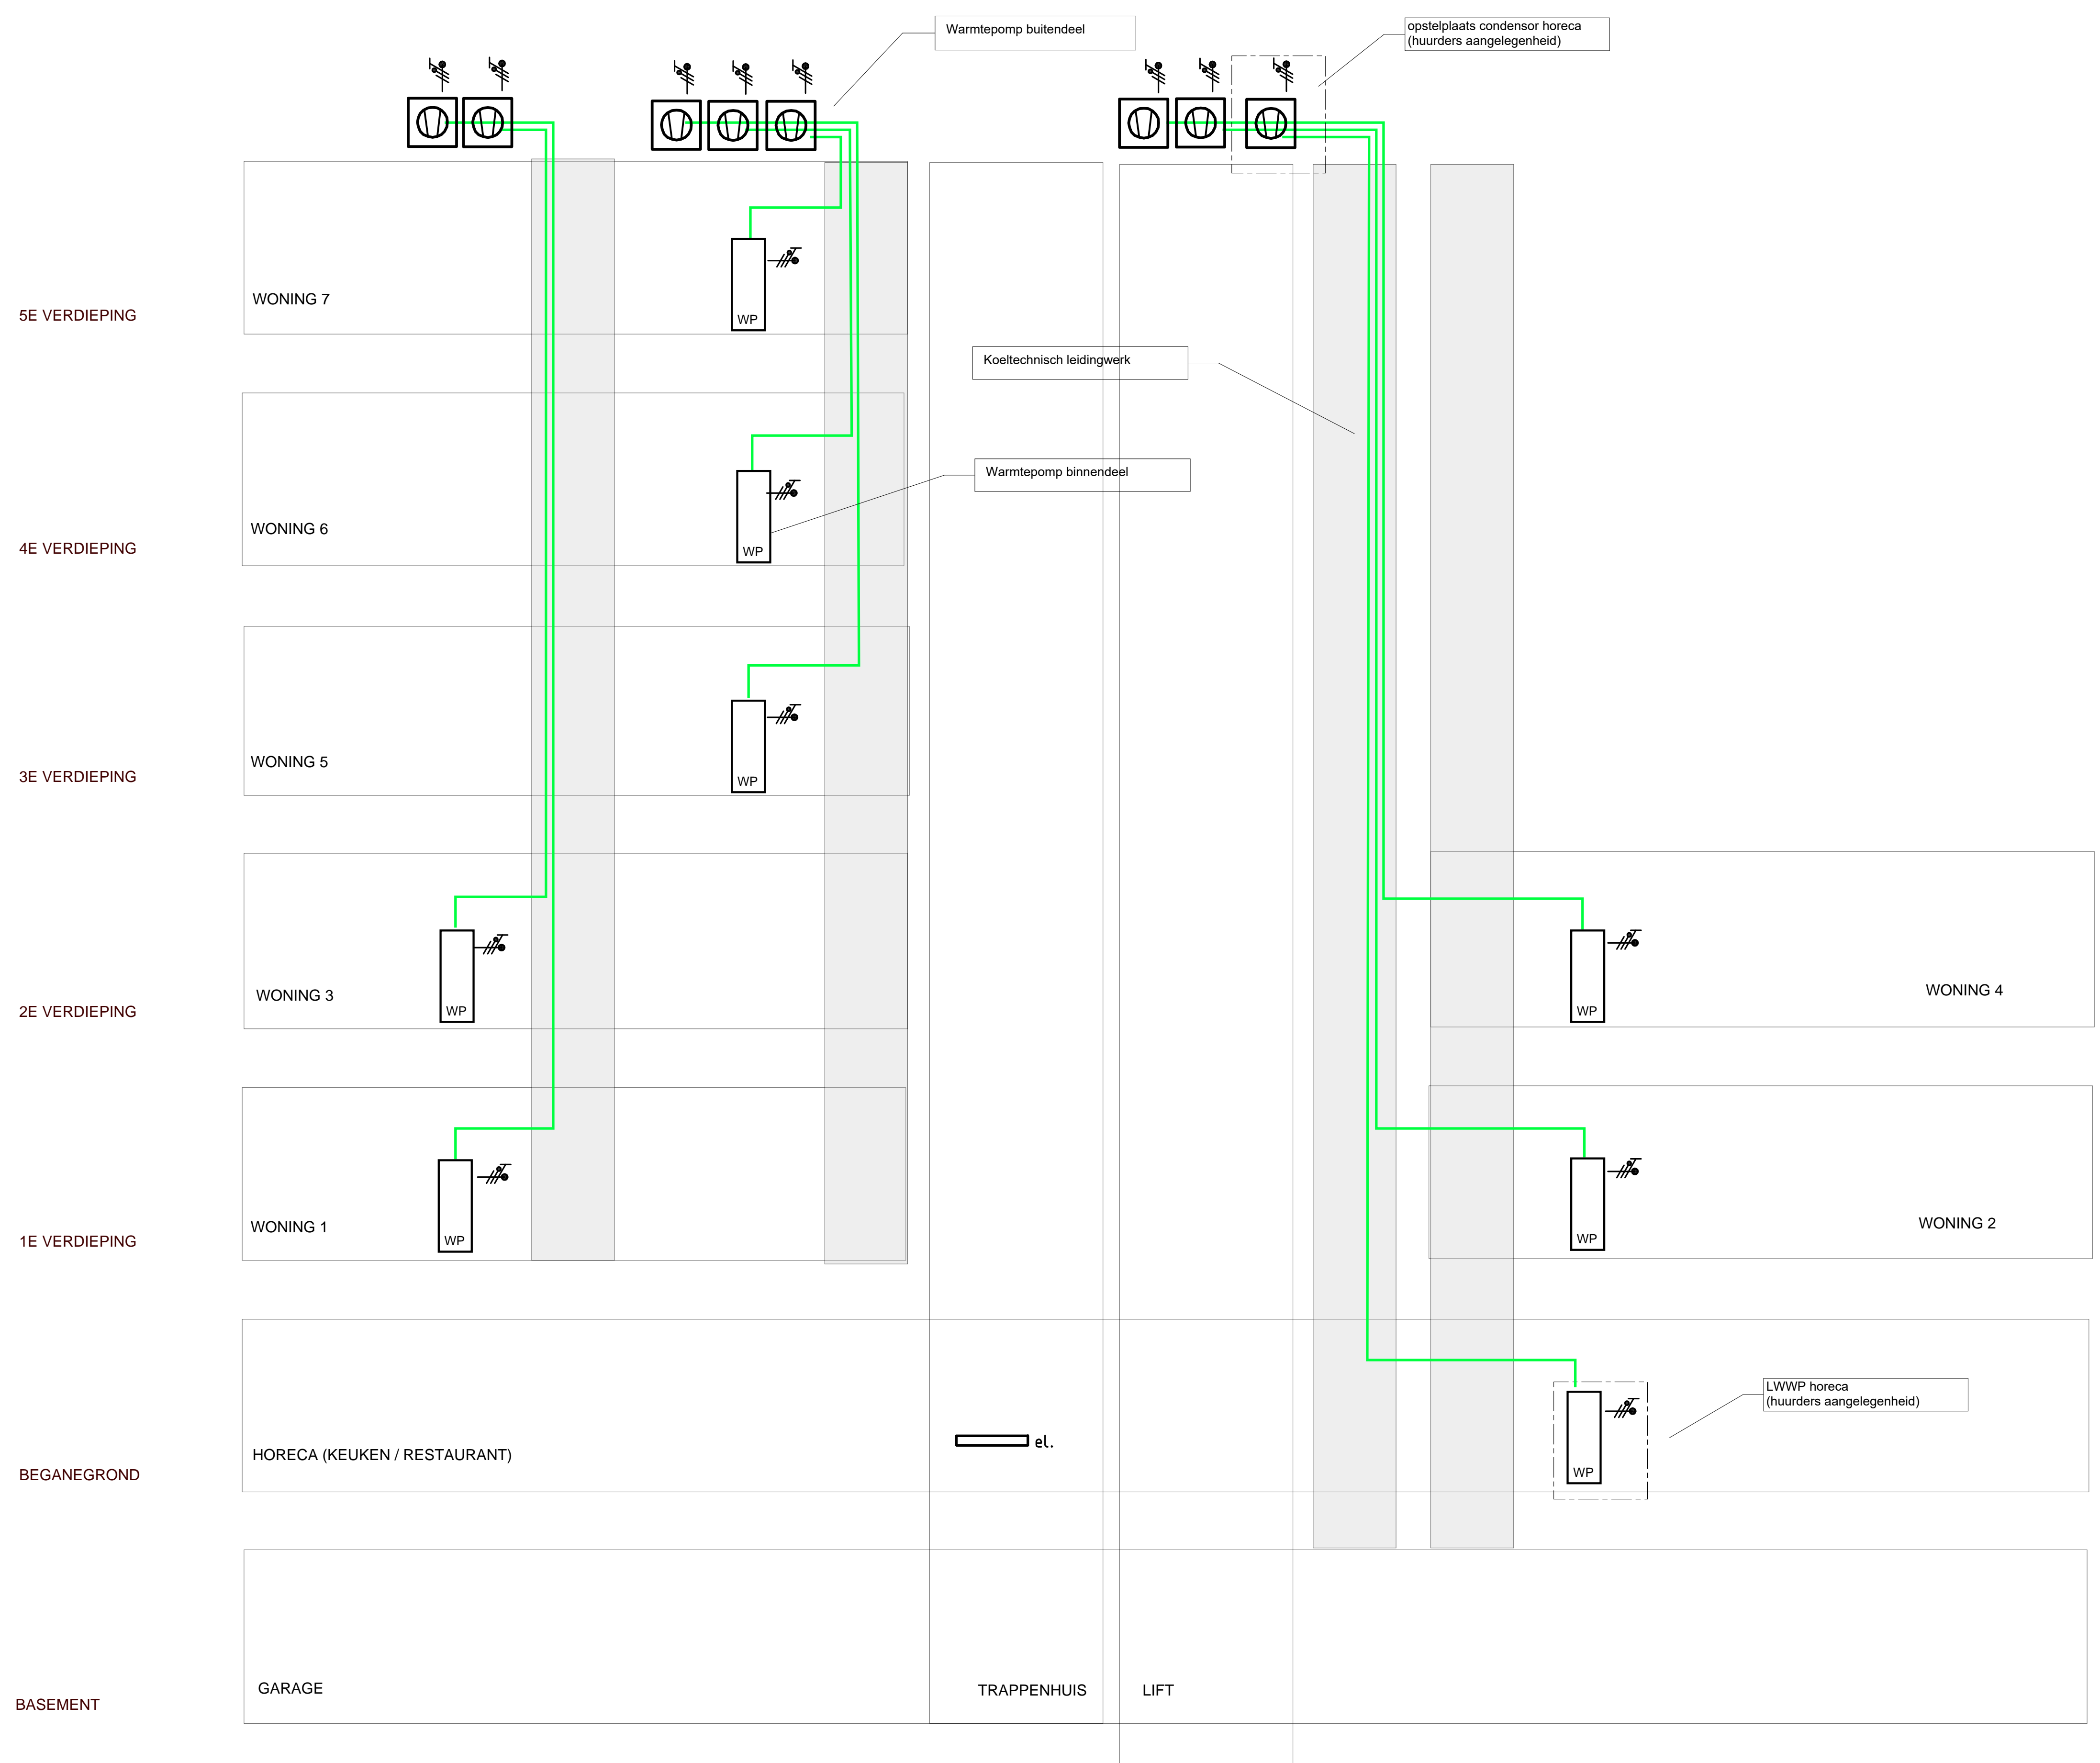 Warmtepomp buitendeel
opstelplaats condensor horeca
(huurders aangelegenheid)
WONING 7
5E VERDIEPING
WP
Koeltechnisch leidingwerk
Warmtepomp binnendeel
WONING 6
4E VERDIEPING
WP
WONING 5
3E VERDIEPING
WP
WONING 3
2E VERDIEPING
WP
WP
WONING 4
WONING 1
1E VERDIEPING
WP
WP
WONING 2
LWWP horeca
(huurders aangelegenheid)
HORECA (KEUKEN / RESTAURANT)
el.
WP
BEGANEGROND
GARAGE
TRAPPENHUIS
LIFT
BASEMENT